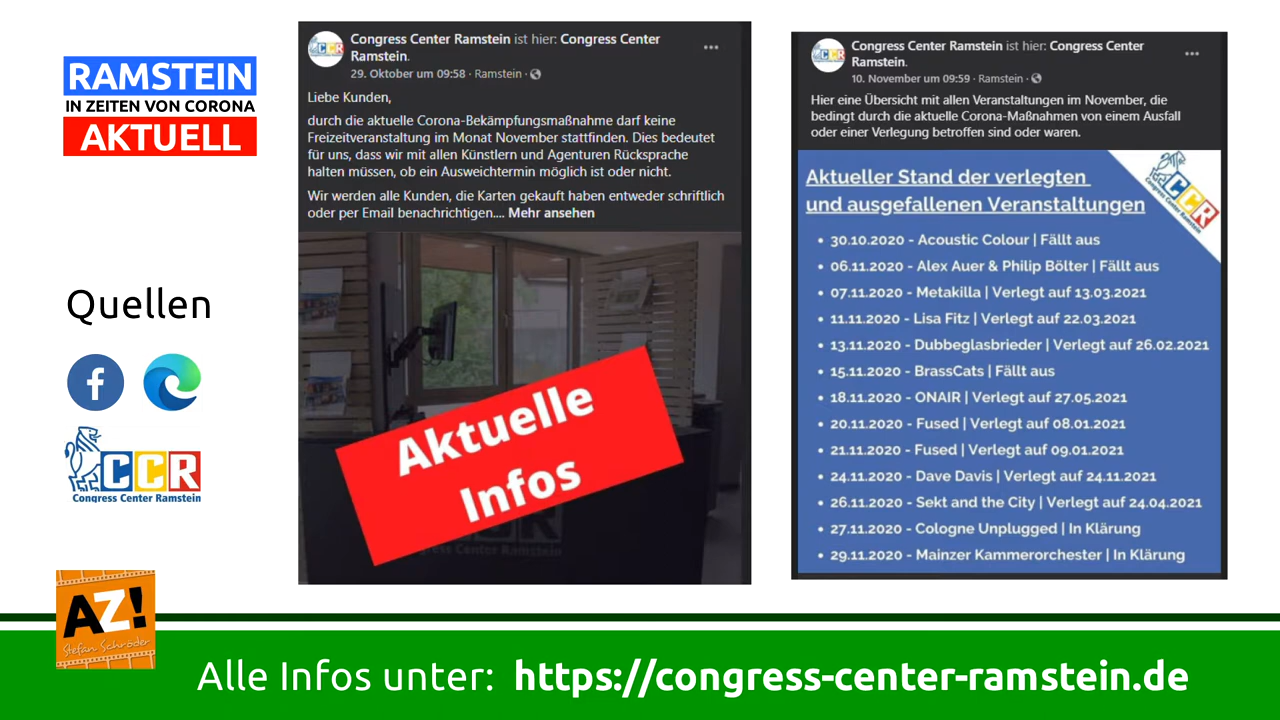 RAMSTEIN
IN ZEITEN VON CORONA
AKTUELL
Quellen
CCR
Congress Center Ramstein
AZ!
Stefan Schröder
Congress Center Ramstein ist hier: Congress Center
Ramstein.
29. Oktober um 09:58 · Ramstein ·
Liebe Kunden,
durch die aktuelle Corona-Bekämpfungsmaßnahme darf keine
Freizeitveranstaltung im Monat November stattfinden. Dies bedeutet
für uns, dass wir mit allen Künstlern und Agenturen Rücksprache
halten müssen, ob ein Ausweichtermin möglich ist oder nicht.
Wir werden alle Kunden, die Karten gekauft haben entweder schriftlich
oder per Email benachrichtigen.... Mehr ansehen
Aktuelle
Infos
Congress Center Ramstein
Congress Center Ramstein ist hier: Congress Center
Ramstein.
10. November um 09:59 · Ramstein ·
Hier eine Übersicht mit allen Veranstaltungen im November, die
bedingt durch die aktuelle Corona-Maßnahmen von einem Ausfall
oder einer Verlegung betroffen sind oder waren.
Aktueller Stand der verlegten
und ausgefallenen Veranstaltungen
CCR
Congress Center Ramstein
• 30.10.2020 - Acoustic Colour | Fällt aus
• 06.11.2020 - Alex Auer & Philip Bölter | Fällt aus
• 07.11.2020 - Metakilla | Verlegt auf 13.03.2021
• 11.11.2020 - Lisa Fitz | Verlegt auf 22.03.2021
• 13.11.2020 - Dubbeglasbrieder | Verlegt auf 26.02.2021
• 15.11.2020 - BrassCats | Fällt aus
• 18.11.2020 - ONAIR | Verlegt auf 27.05.2021
• 20.11.2020 - Fused | Verlegt auf 08.01.2021
• 21.11.2020 - Fused | Verlegt auf 09.01.2021
• 24.11.2020 - Dave Davis | Verlegt auf 24.11.2021
• 26.11.2020 - Sekt and the City | Verlegt auf 24.04.2021
• 27.11.2020 - Cologne Unplugged | In Klärung
• 29.11.2020 - Mainzer Kammerorchester | In Klärung
Alle Infos unter: https://congress-center-ramstein.de